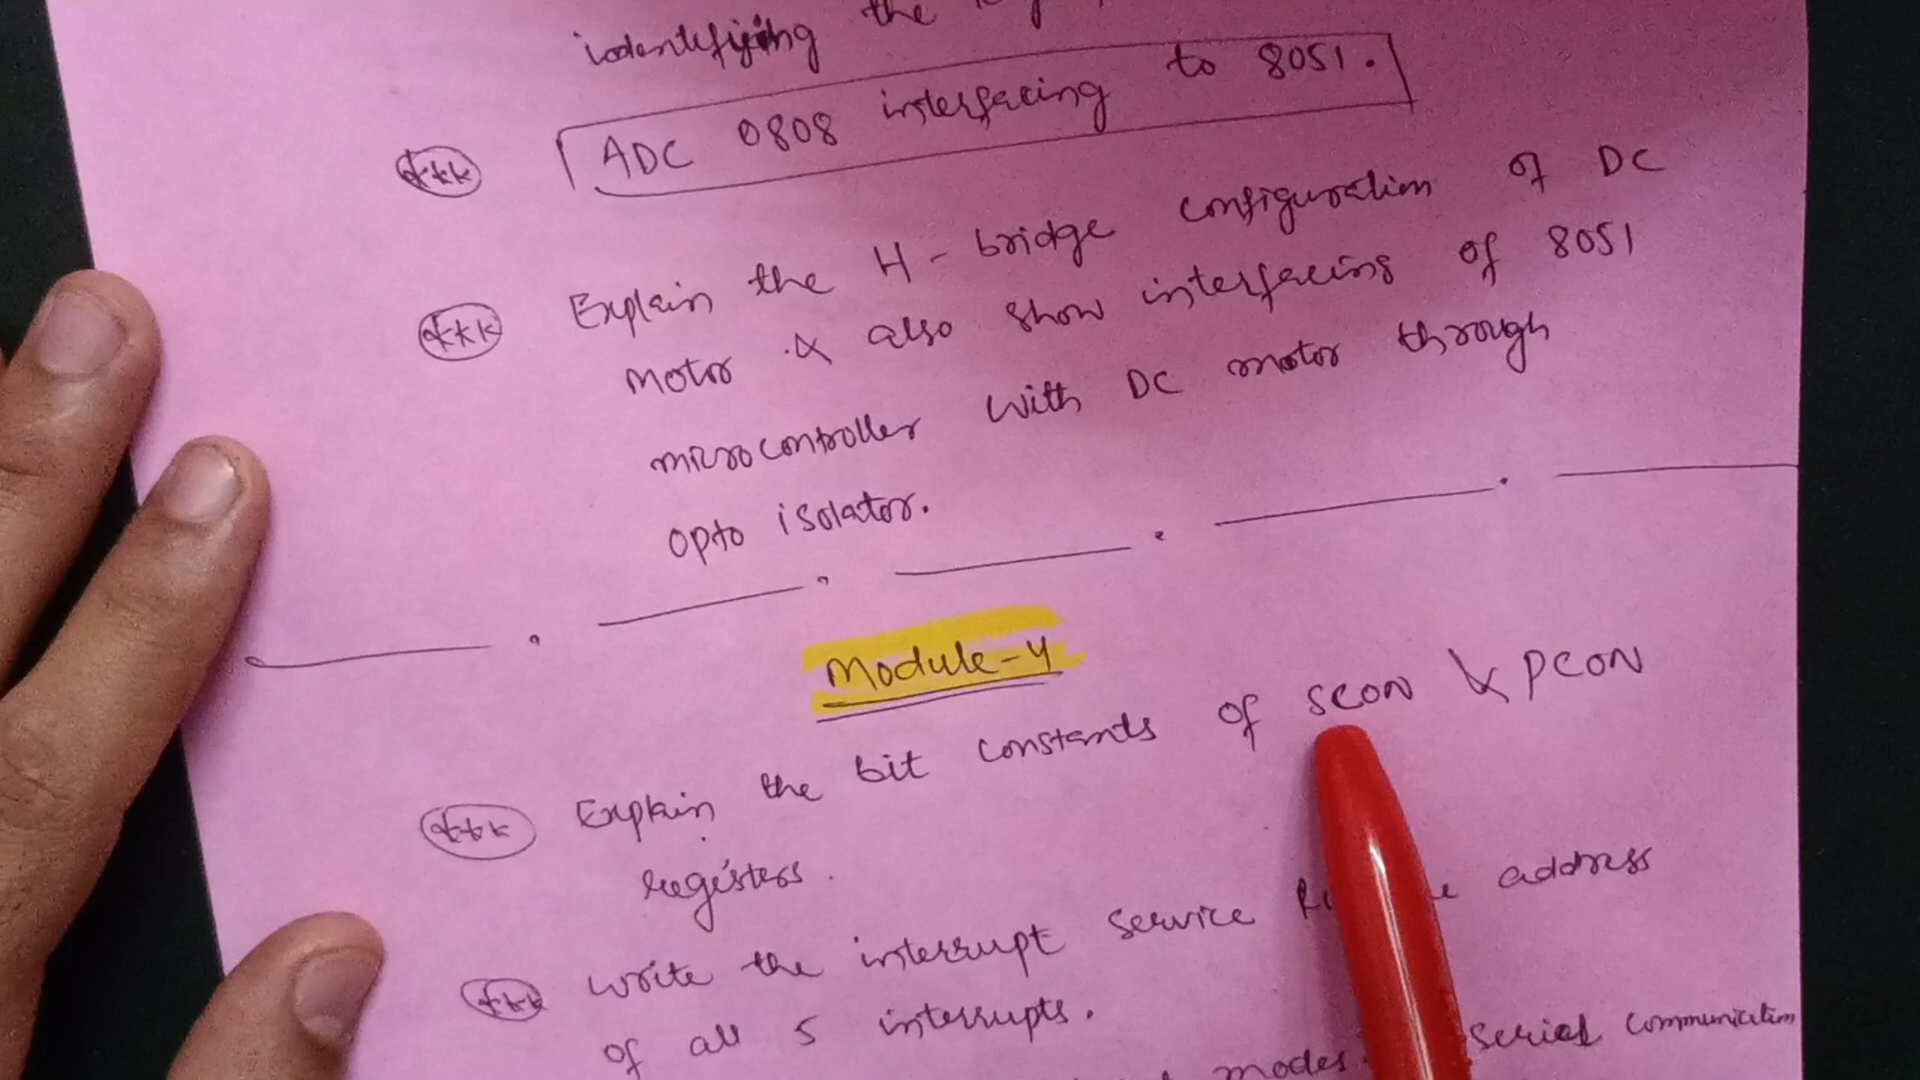 identifying the
*** ADC 0808 interfacing to 8051.
*** Explain the H-bridge configuration of DC
motor & also show interfacing of 8051
microcontroller with DC motor through
opto isolator.
Module-4
*** Explain the bit constants of SCON & PCON
registers.
*** Write the interrupt service address
of all 5 interrupts.
modes serial communication